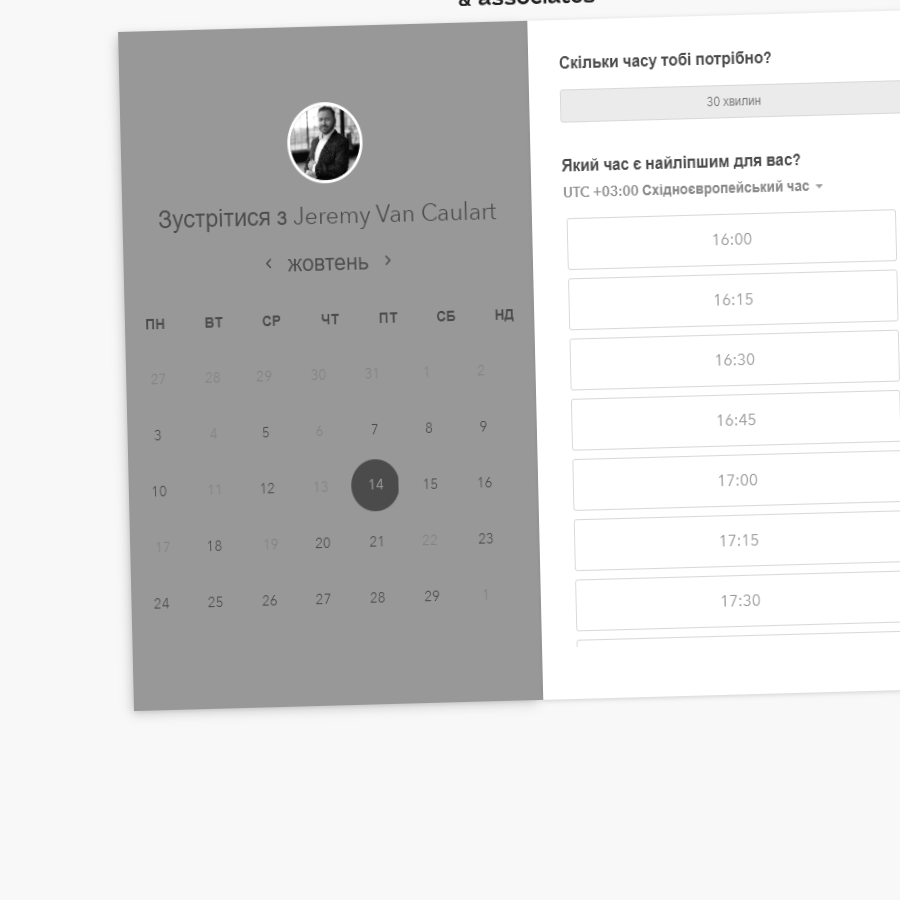 & associates
Зустрітися з Jeremy Van Caulart
‹ жовтень ›
ПН ВТ СР ЧТ ПТ СБ НД
27 28 29 30 31 1 2
3 4 5 6 7 8 9
10 11 12 13 14 15 16
17 18 19 20 21 22 23
24 25 26 27 28 29 1
Скільки часу тобі потрібно?
30 хвилин
Який час є найліпшим для вас?
UTC +03:00 Східноєвропейський час
16:00
16:15
16:30
16:45
17:00
17:15
17:30